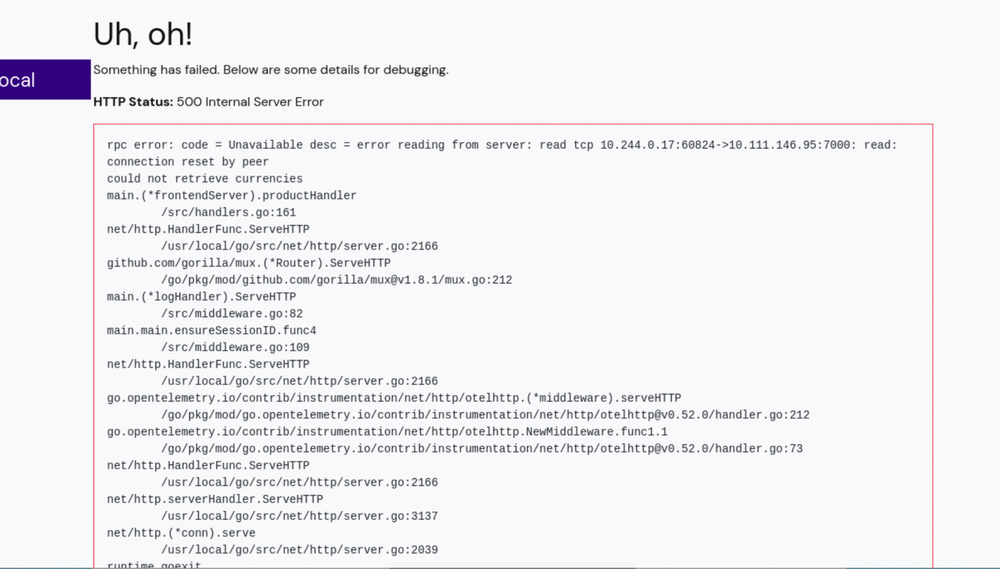 Uh, oh!
ocal
Something has failed. Below are some details for debugging.
HTTP Status: 500 Internal Server Error
rpc error: code = Unavailable desc = error reading from server: read tcp 10.244.0.17:60824->10.111.146.95:7000: read:
connection reset by peer
could not retrieve currencies
main.(*frontendServer).productHandler
/src/handlers.go:161
net/http.HandlerFunc.ServeHTTP
/usr/local/go/src/net/http/server.go:2166
github.com/gorilla/mux.(*Router).ServeHTTP
/go/pkg/mod/github.com/gorilla/mux@v1.8.1/mux.go:212
main.(*logHandler).ServeHTTP
/src/middleware.go:82
main.main.ensureSessionID.func4
/src/middleware.go:109
net/http.HandlerFunc.ServeHTTP
/usr/local/go/src/net/http/server.go:2166
go.opentelemetry.io/contrib/instrumentation/net/http/otelhttp.(*middleware).serveHTTP
/go/pkg/mod/go.opentelemetry.io/contrib/instrumentation/net/http/otelhttp@v0.52.0/handler.go:212
go.opentelemetry.io/contrib/instrumentation/net/http/otelhttp.NewMiddleware.func1.1
/go/pkg/mod/go.opentelemetry.io/contrib/instrumentation/net/http/otelhttp@v0.52.0/handler.go:73
net/http.HandlerFunc.ServeHTTP
/usr/local/go/src/net/http/server.go:2166
net/http.serverHandler.ServeHTTP
/usr/local/go/src/net/http/server.go:3137
net/http.(*conn).serve
/usr/local/go/src/net/http/server.go:2039
runtime.goexit